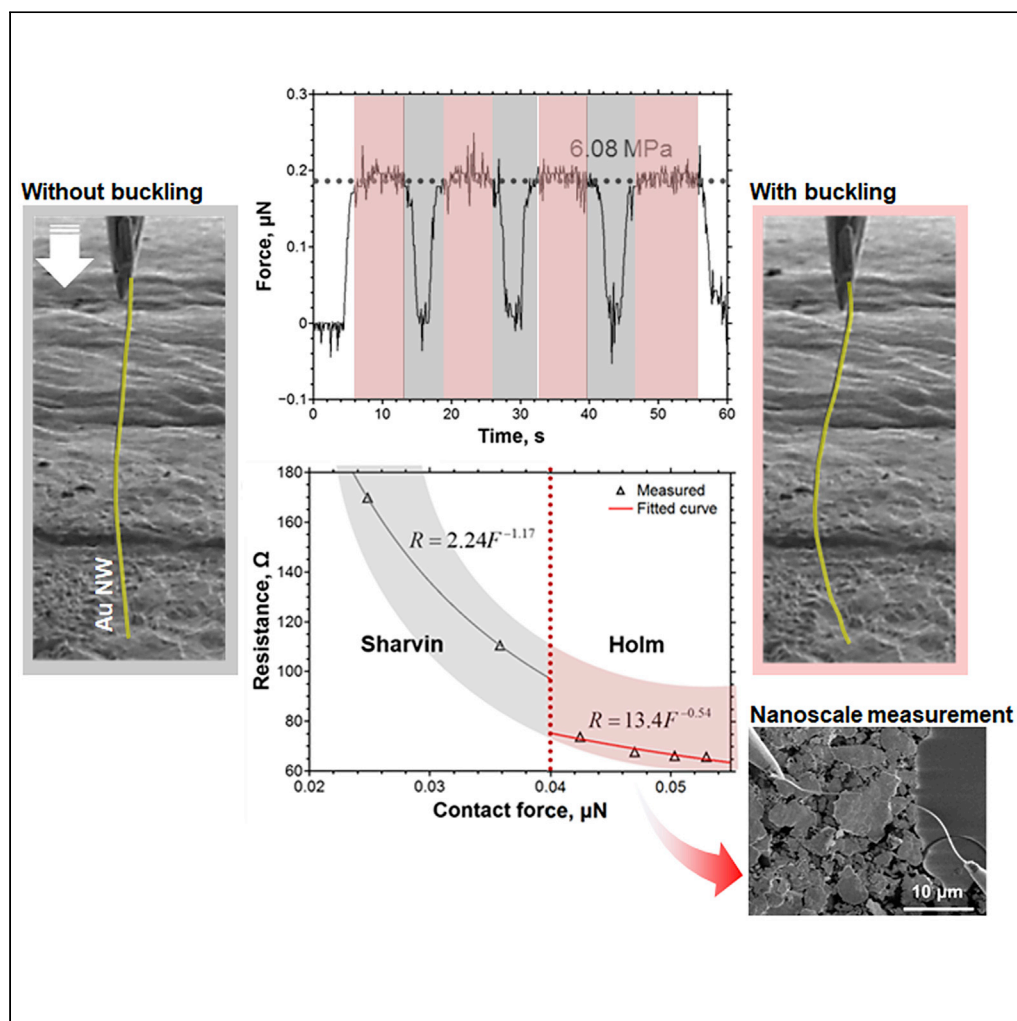 0.3
0.2
0.1
0
−0.1
Force, µN
6.08 MPa
0 10 20 30 40 50 60
Time, s
Without buckling
Au NW
With buckling
180
160
140
120
100
80
60
Resistance, Ω
Measured
Fitted curve
R = 2.24F^−1.17
Sharvin
Holm
R = 13.4F^−0.54
0.02 0.03 0.04 0.05
Contact force, µN
Nanoscale measurement
10 µm